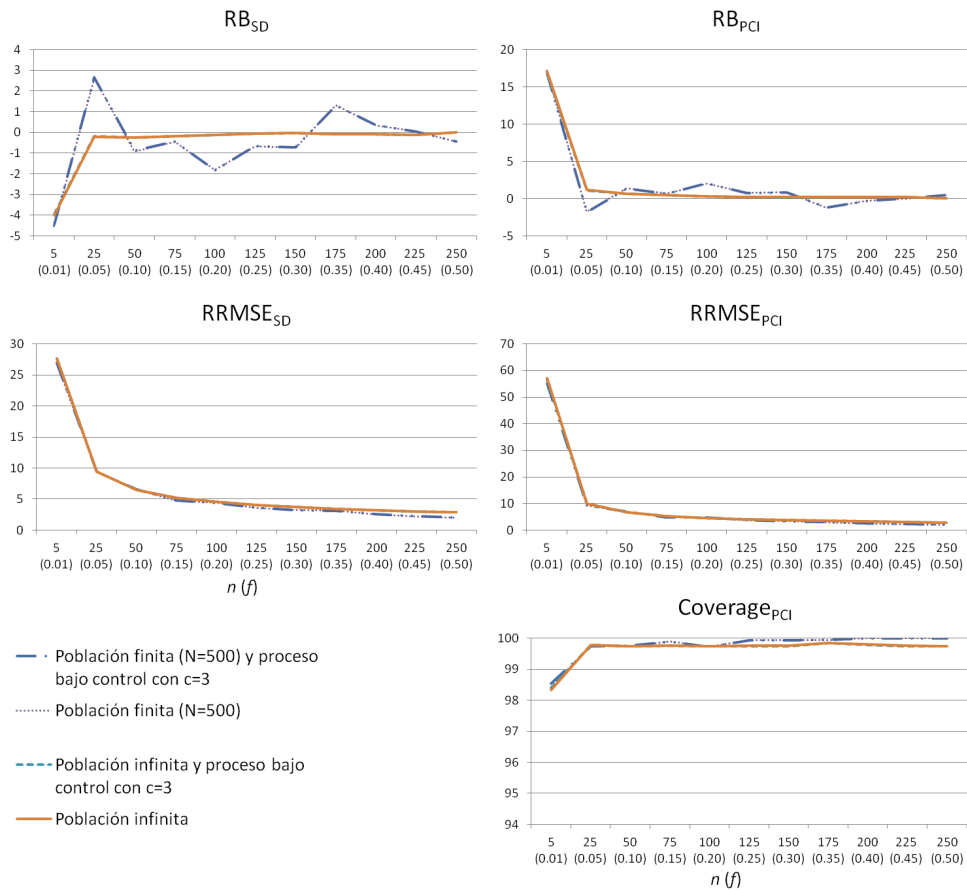 RB_SD
4
3
2
1
0
-1
-2
-3
-4
-5
5 25 50 75 100 125 150 175 200 225 250
(0.01) (0.05) (0.10) (0.15) (0.20) (0.25) (0.30) (0.35) (0.40) (0.45) (0.50)
RB_PCI
20
15
10
5
0
-5
5 25 50 75 100 125 150 175 200 225 250
(0.01) (0.05) (0.10) (0.15) (0.20) (0.25) (0.30) (0.35) (0.40) (0.45) (0.50)
RRMSE_SD
30
25
20
15
10
5
0
5 25 50 75 100 125 150 175 200 225 250
(0.01) (0.05) (0.10) (0.15) (0.20) (0.25) (0.30) (0.35) (0.40) (0.45) (0.50)
n (f)
RRMSE_PCI
70
60
50
40
30
20
10
0
5 25 50 75 100 125 150 175 200 225 250
(0.01) (0.05) (0.10) (0.15) (0.20) (0.25) (0.30) (0.35) (0.40) (0.45) (0.50)
Población finita (N=500) y proceso
bajo control con c=3
Población finita (N=500)
Población infinita y proceso bajo
control con c=3
Población infinita
Coverage_PCI
100
99
98
97
96
95
94
5 25 50 75 100 125 150 175 200 225 250
(0.01) (0.05) (0.10) (0.15) (0.20) (0.25) (0.30) (0.35) (0.40) (0.45) (0.50)
n (f)